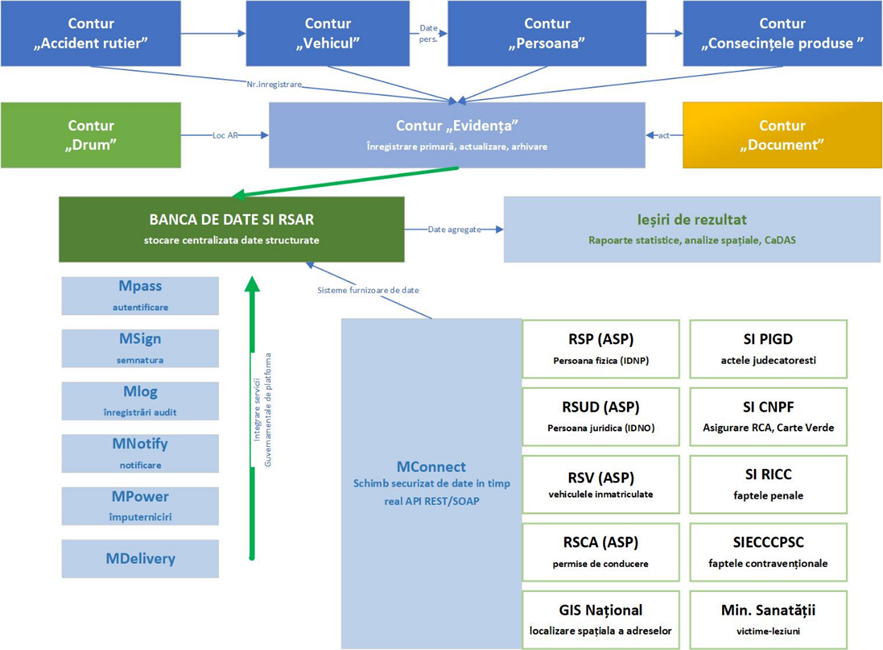 Contur
„Accident rutier”
Contur
„Vehicul”
Date
pers.
Contur
„Persoana”
Contur
„Consecințele produse ”
Nr.inregistrare
Contur
„Drum”
Loc AR
Contur „Evidența”
Înregistrare primară, actualizare, arhivare
act
Contur
„Document”
BANCA DE DATE SI RSAR
stocare centralizata date structurate
Date agregate
Ieșiri de rezultat
Rapoarte statistice, analize spațiale, CaDAS
Sisteme furnizoare de date
Mpass
autentificare
MSign
semnatura
Mlog
înregistrări audit
MNotify
notificare
MPower
împuterniciri
MDelivery
Integrare servicii
Guvernamentale de platforma
MConnect
Schimb securizat de date in timp
real API REST/SOAP
RSP (ASP)
Persoana fizica (IDNP)
SI PIGD
actele judecatoresti
RSUD (ASP)
Persoana juridica (IDNO)
SI CNPF
Asigurare RCA, Carte Verde
RSV (ASP)
vehiculele inmatriculate
SI RICC
faptele penale
RSCA (ASP)
permise de conducere
SIECCCPSC
faptele contravenționale
GIS Național
localizare spațiala a adreselor
Min. Sanatății
victime-leziuni